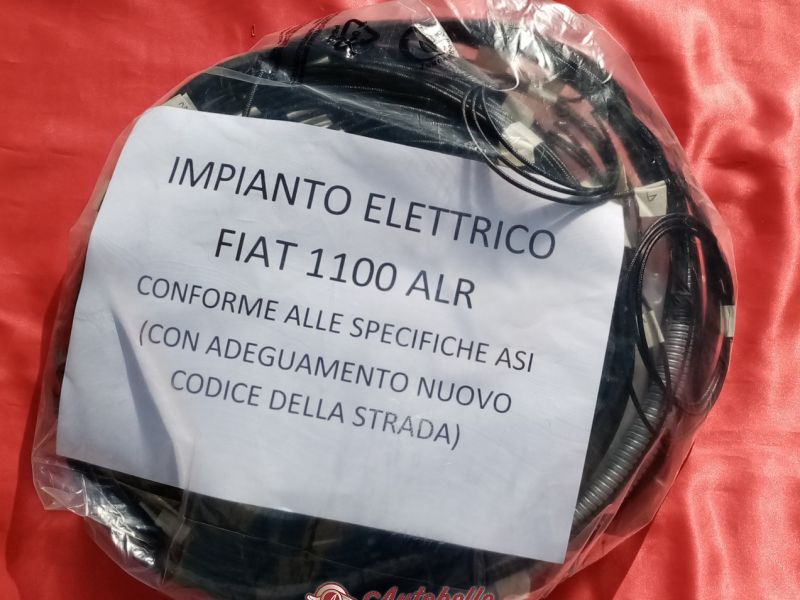 IMPIANTO ELETTRICO
FIAT 1100 ALR
CONFORME ALLE SPECIFICHE ASI
(CON ADEGUAMENTO NUOVO
CODICE DELLA STRADA)